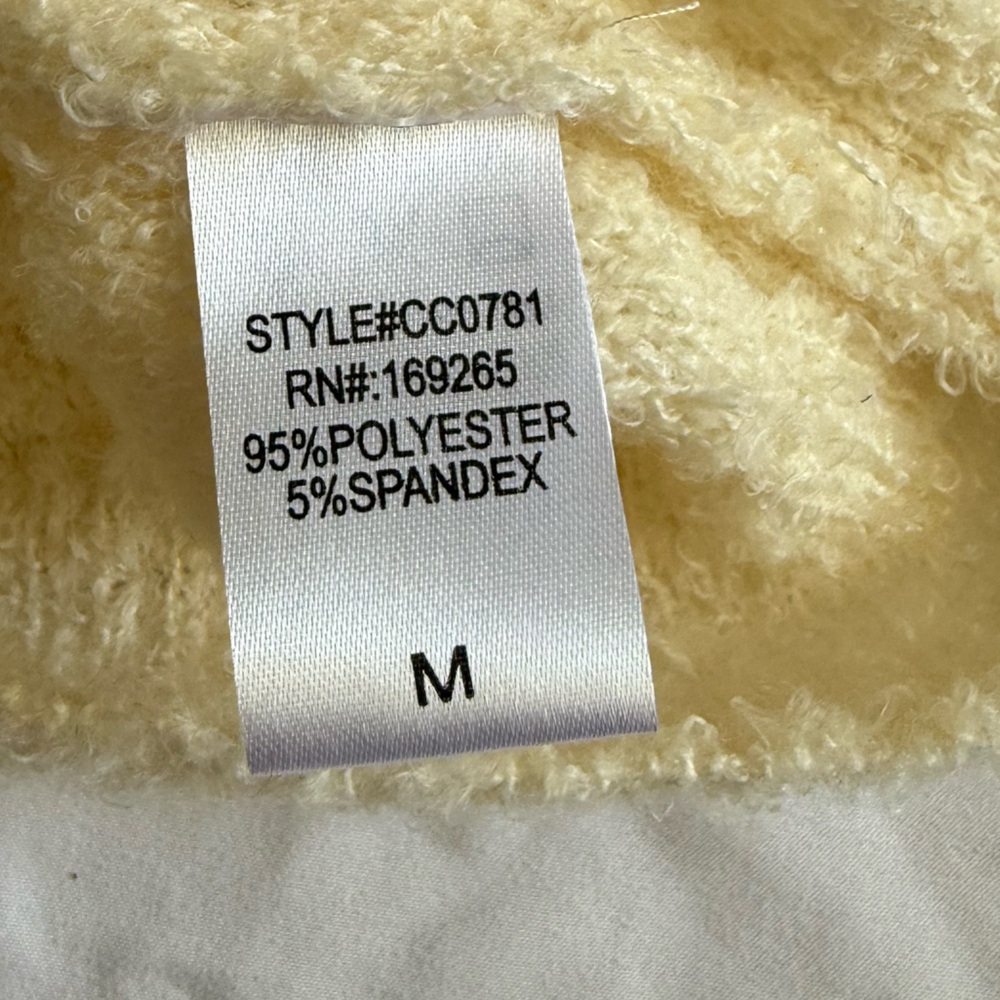 STYLE#CC0781
RN#:169265
95%POLYESTER
5%SPANDEX
M